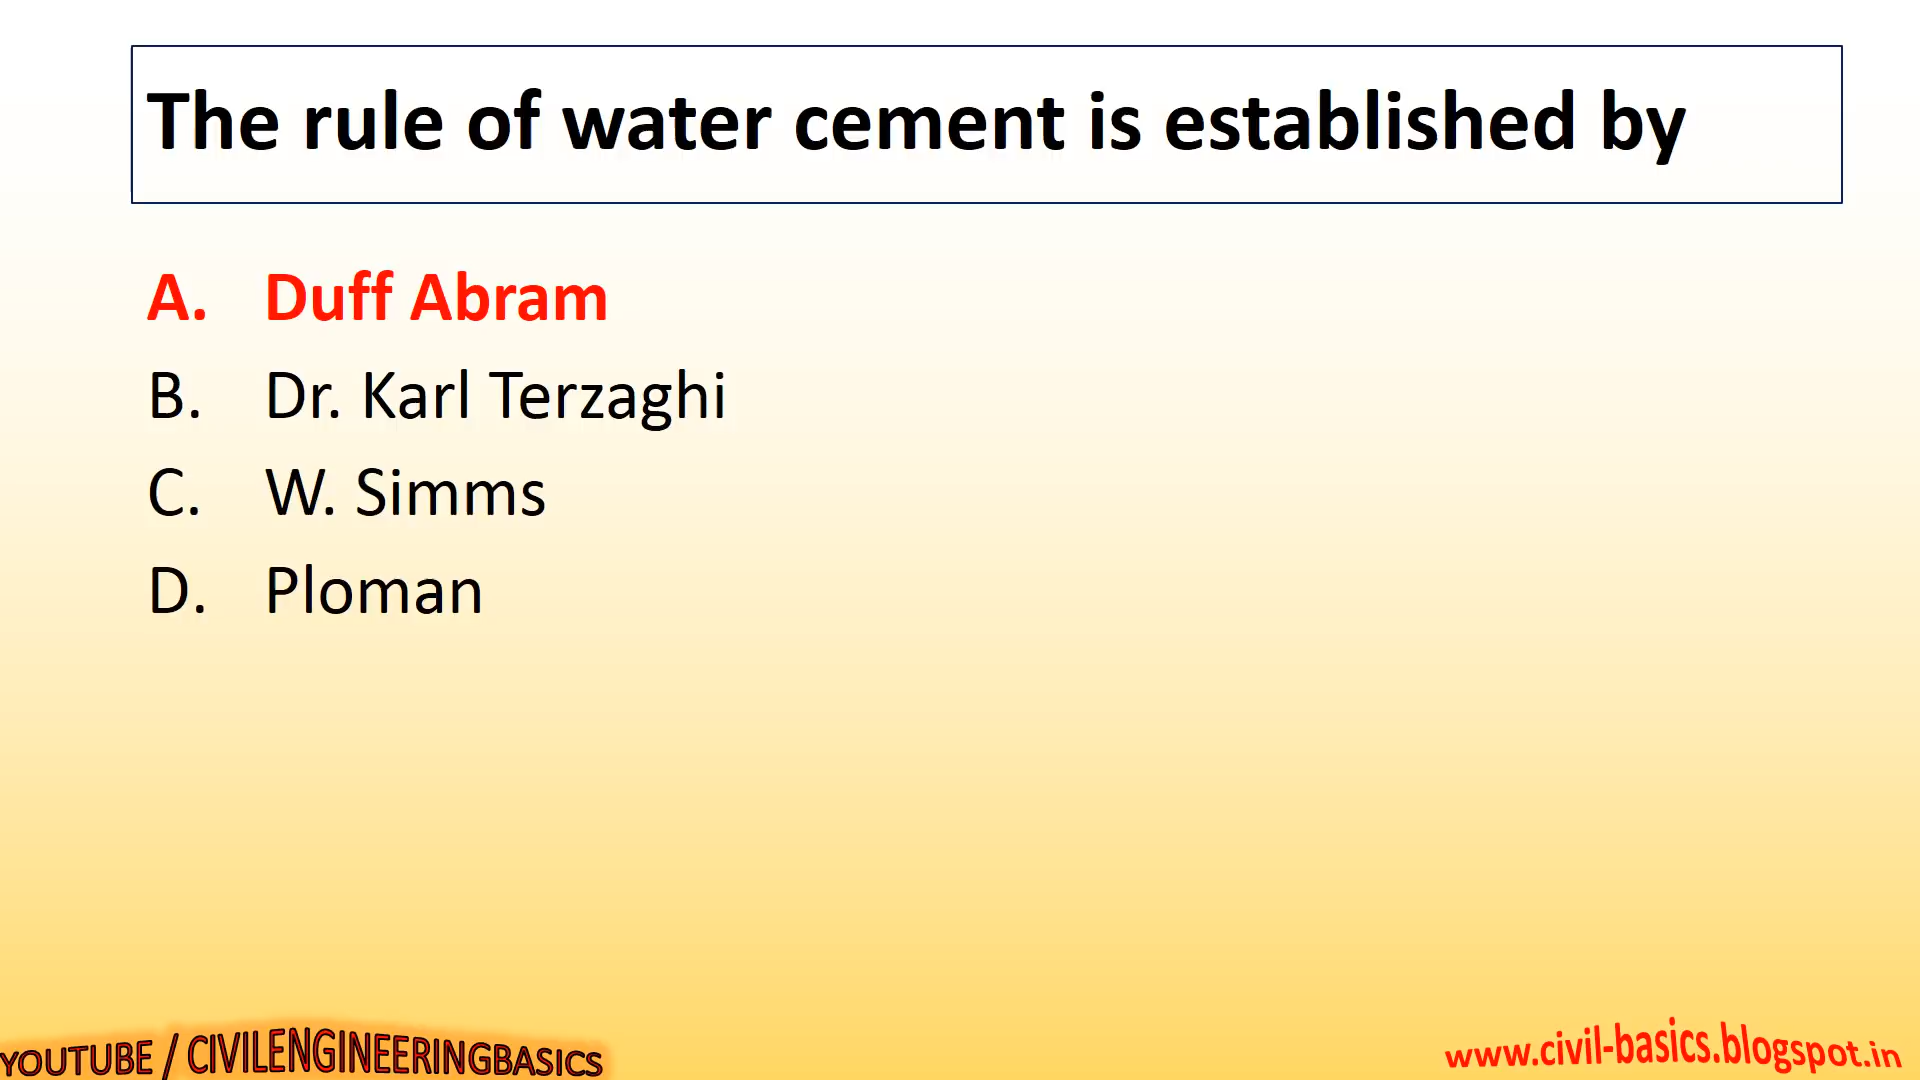 The rule of water cement is established by
A. Duff Abram
B. Dr. Karl Terzaghi
C. W. Simms
D. Ploman
YOUTUBE / CIVILENGINEERINGBASICS
www.civil-basics.blogspot.in